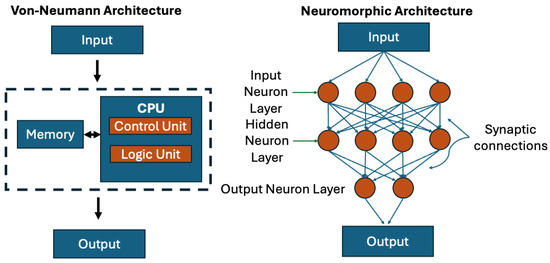 Von-Neumann Architecture
Input
CPU
Memory
Control Unit
Logic Unit
Output
Neuromorphic Architecture
Input
Input
Neuron
Layer
Hidden
Neuron
Layer
Synaptic
connections
Output Neuron Layer
Output